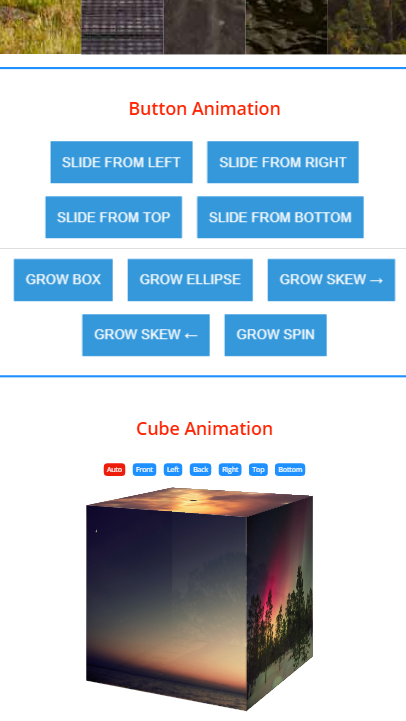 Button Animation
SLIDE FROM LEFT SLIDE FROM RIGHT
SLIDE FROM TOP SLIDE FROM BOTTOM
GROW BOX GROW ELLIPSE GROW SKEW →
GROW SKEW ← GROW SPIN
Cube Animation
Auto Front Left Back Right Top Bottom